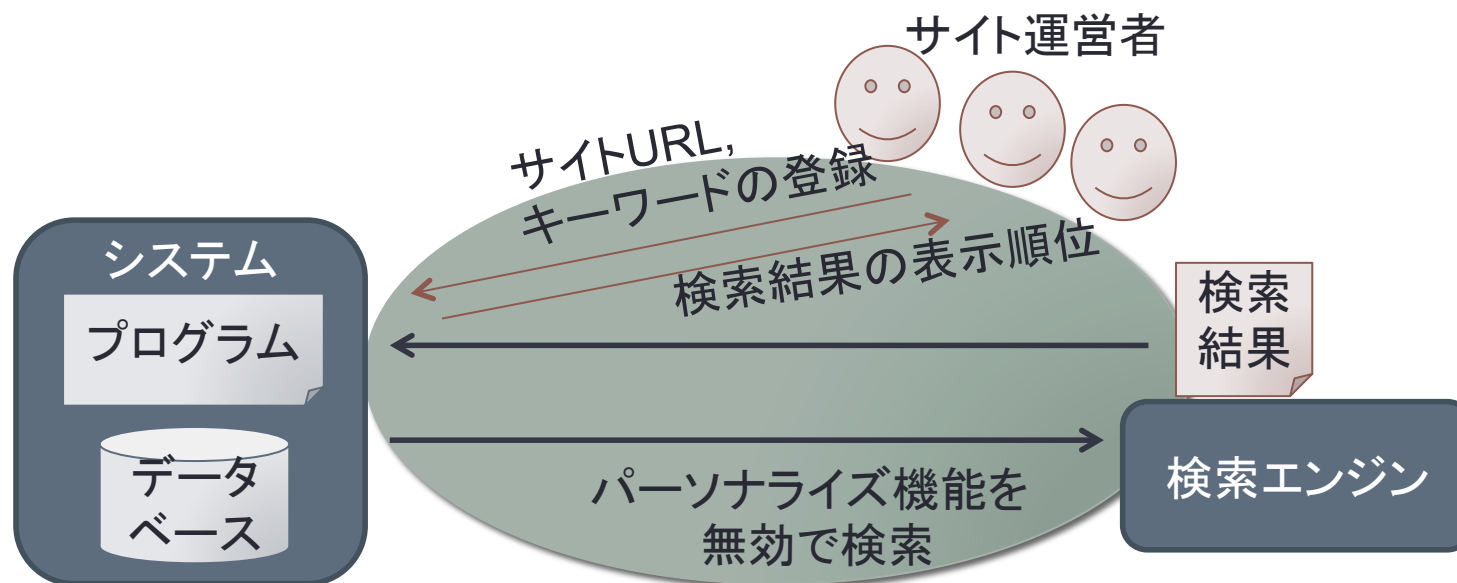 サイト運営者
サイトURL,
キーワードの登録
検索結果の表示順位
システム
プログラム
データ
ベース
検索
結果
検索エンジン
パーソナライズ機能を
無効で検索